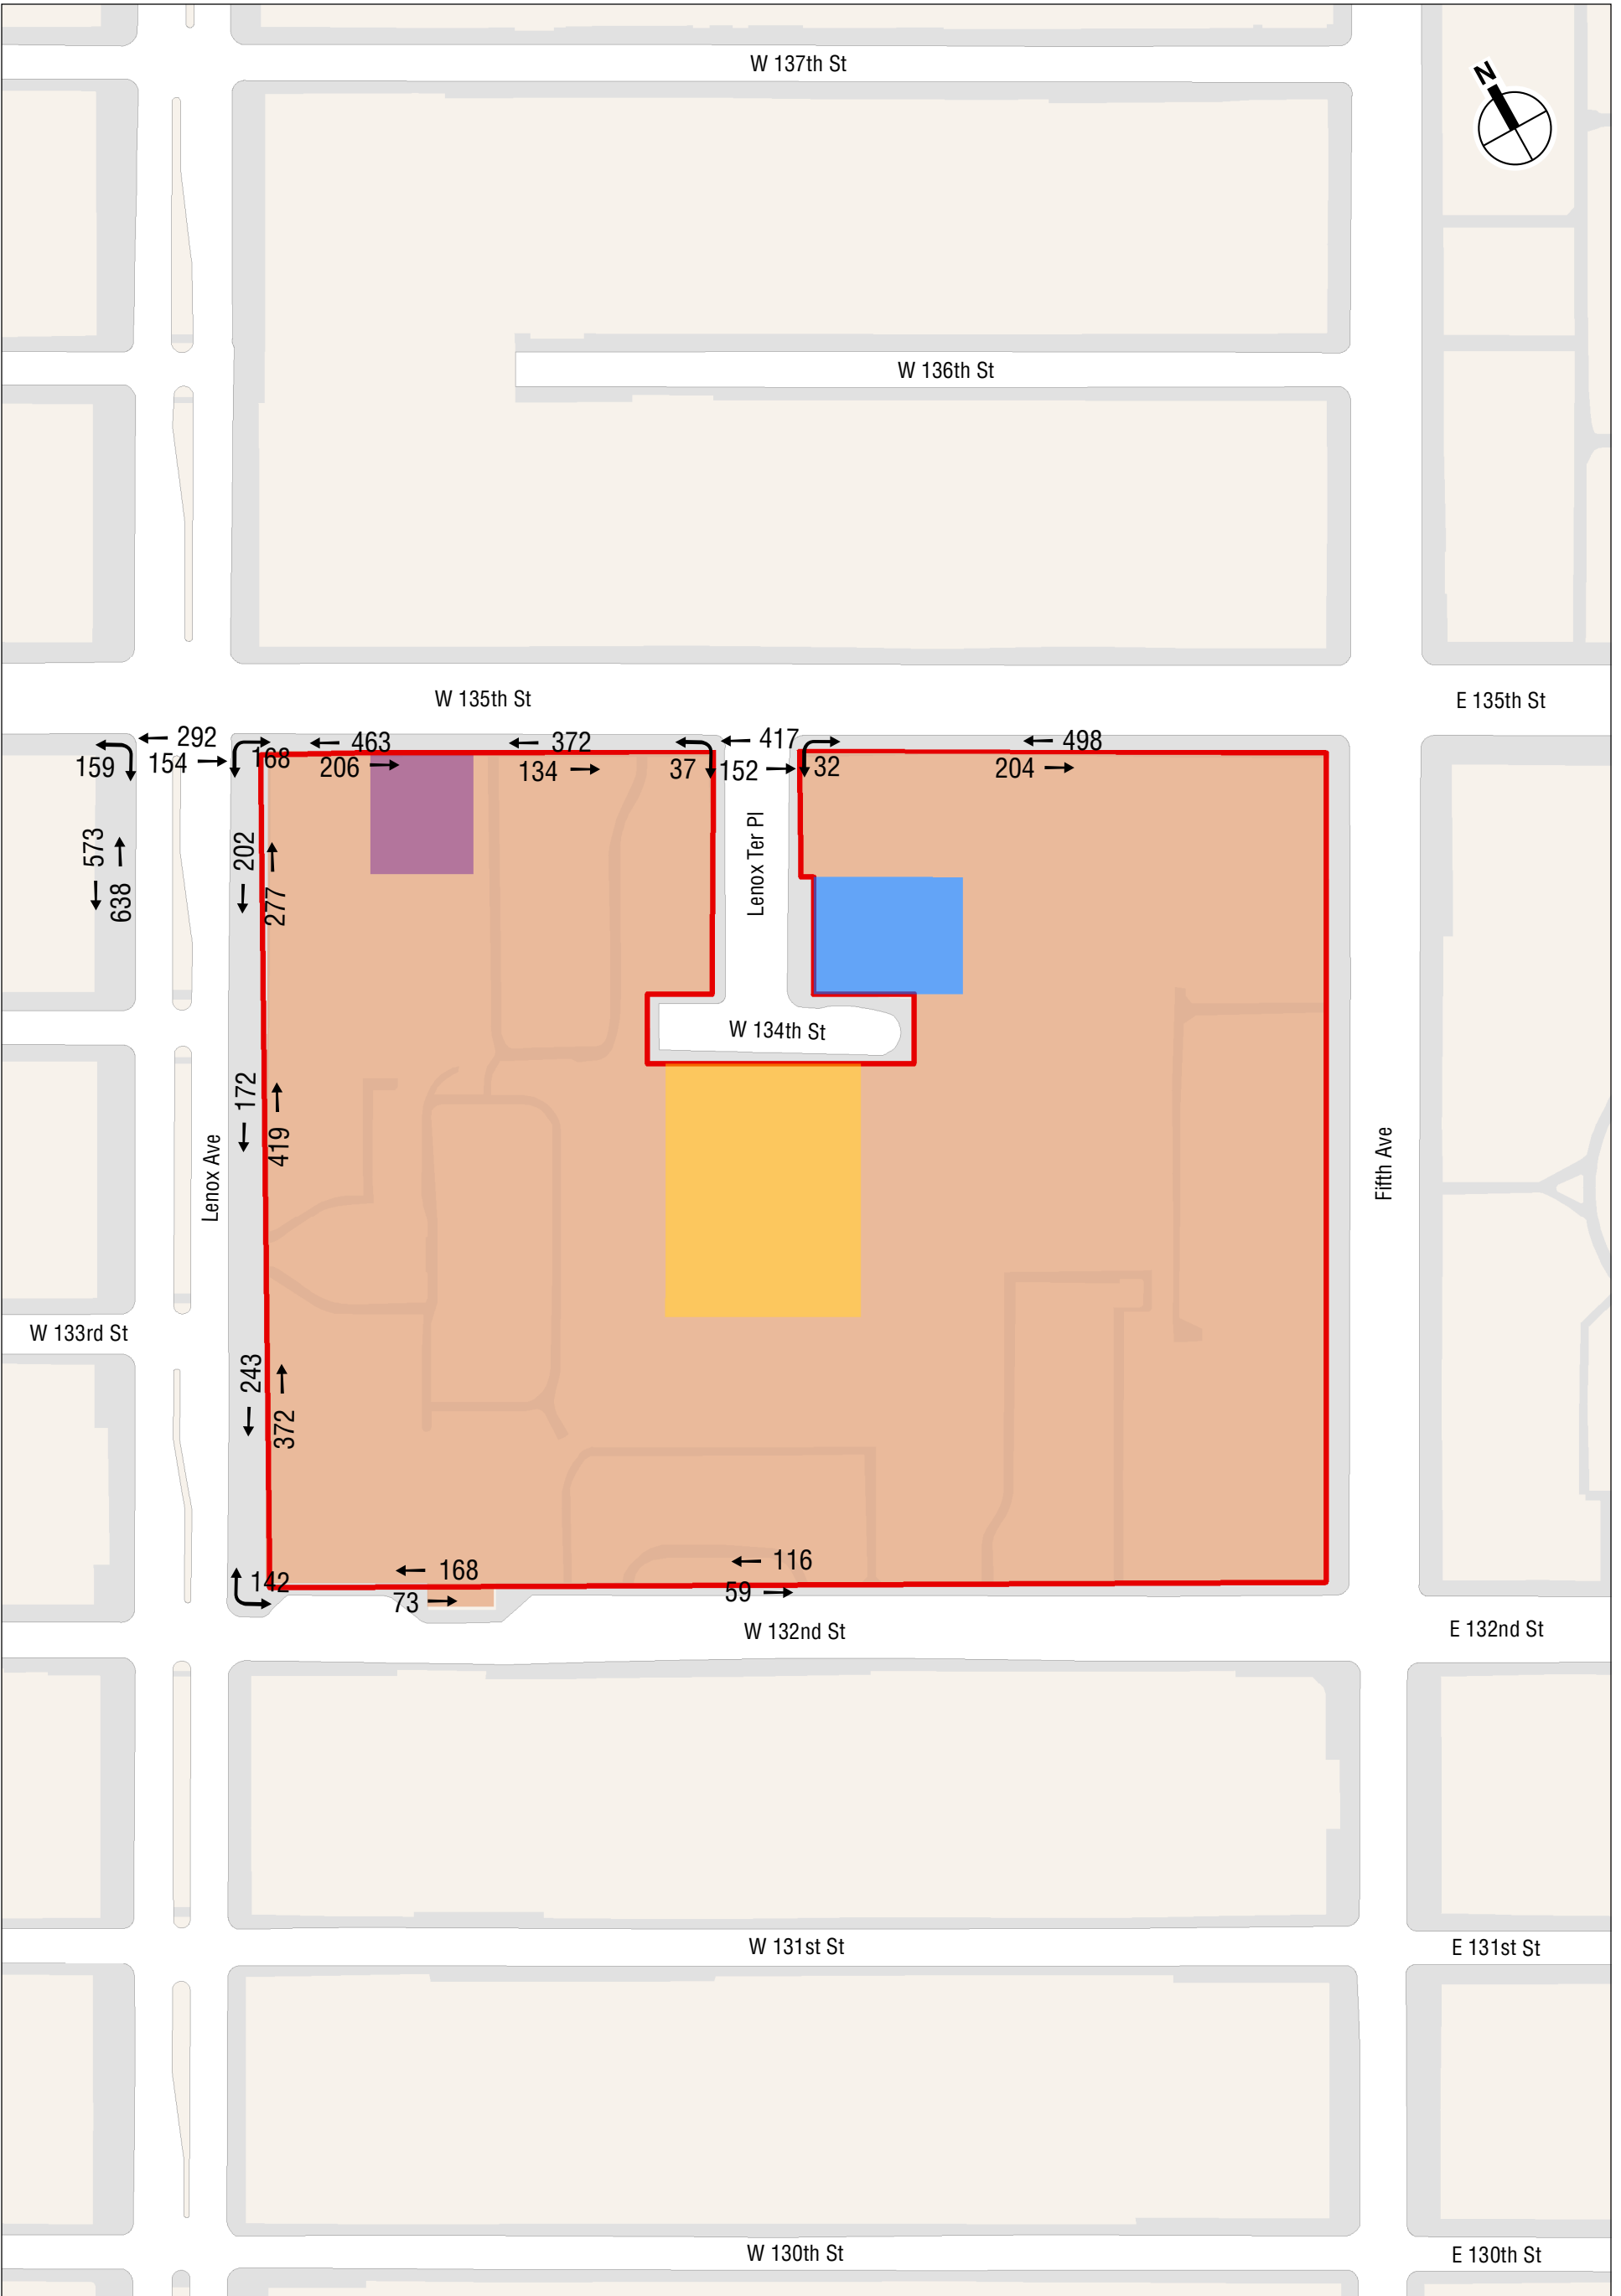 W 137th St
N
W 136th St
W 135th St
E 135th St
292
463
372
417
498
159
154
168
206
134
37
152
32
204
573
638
202
277
Lenox Ter Pl
W 134th St
172
419
Lenox Ave
Fifth Ave
W 133rd St
243
372
142
168
116
73
59
W 132nd St
E 132nd St
W 131st St
E 131st St
W 130th St
E 130th St